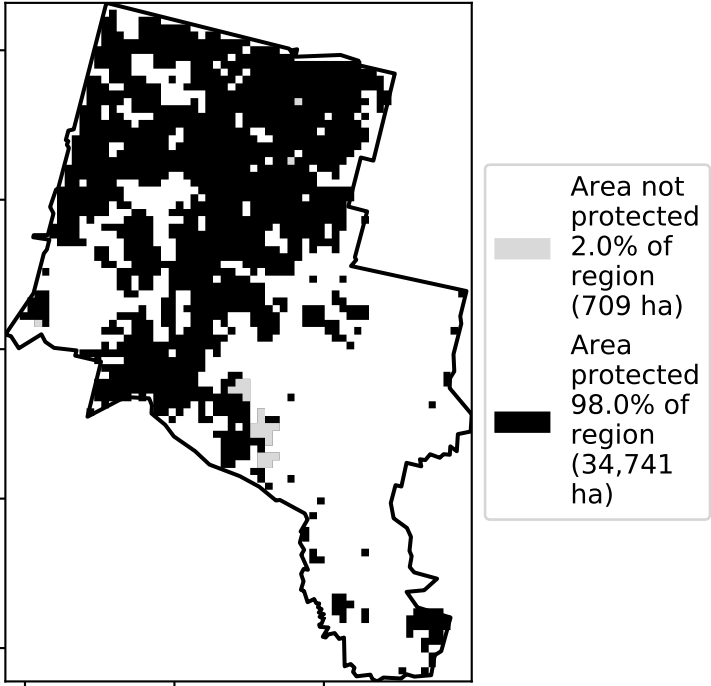 Area not
protected
2.0% of
region
(709 ha)
Area
protected
98.0% of
region
(34,741
ha)